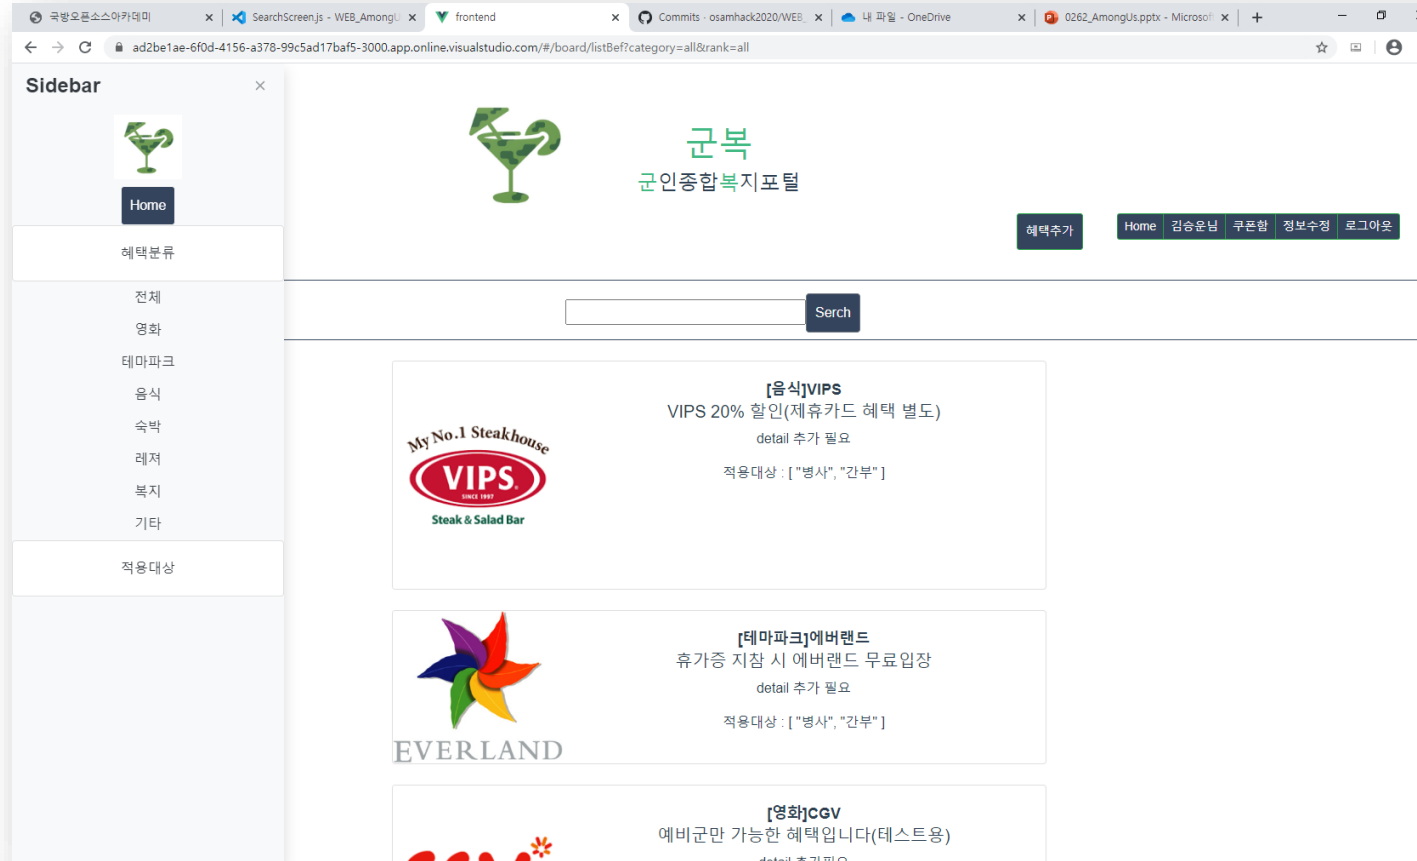 국방오픈소스아카데미
SearchScreen.js - WEB_AmongU
frontend
Commits · osamhack2020/WEB_
내 파일 - OneDrive
0262_AmongUs.pptx - Microsof
ad2be1ae-6f0d-4156-a378-99c5ad17baf5-3000.app.online.visualstudio.com/#/board/listBef?category=all&rank=all
Sidebar
Home
혜택분류
전체
영화
테마파크
음식
숙박
레져
복지
기타
적용대상
군복
군인종합복지포털
혜택추가
Home 김승운님 쿠폰함 정보수정 로그아웃
Serch
My No.1 Steakhouse
VIPS
SINCE 1997
Steak & Salad Bar
[음식]VIPS
VIPS 20% 할인(제휴카드 혜택 별도)
detail 추가 필요
적용대상 : [ "병사", "간부" ]
EVERLAND
[테마파크]에버랜드
휴가증 지참 시 에버랜드 무료입장
detail 추가 필요
적용대상 : [ "병사", "간부" ]
[영화]CGV
예비군만 가능한 혜택입니다(테스트용)